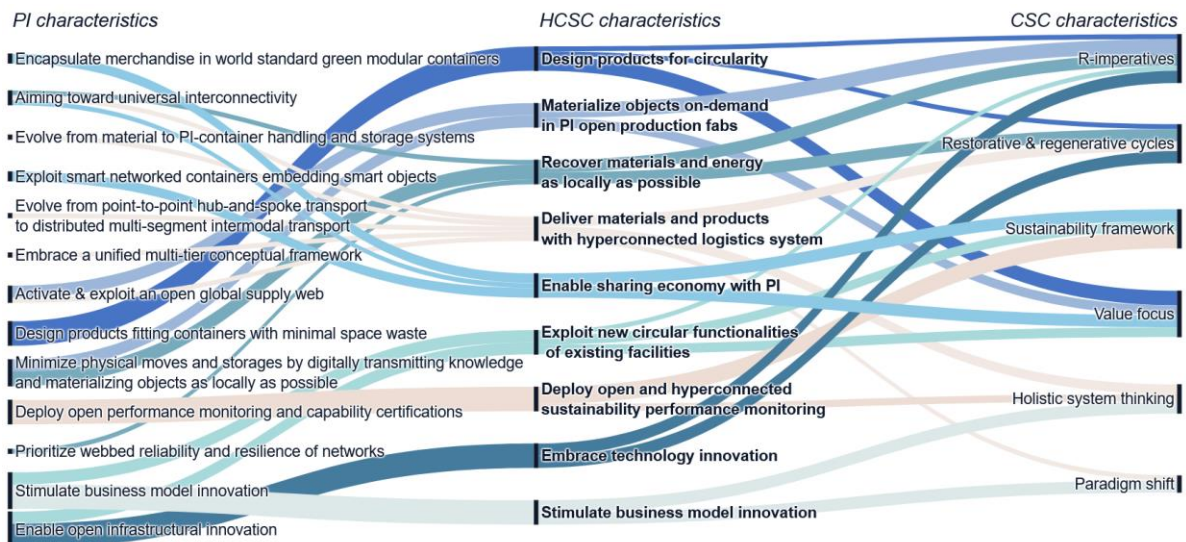 PI characteristics
HCSC characteristics
CSC characteristics
Encapsulate merchandise in world standard green modular containers
Aiming toward universal interconnectivity
Evolve from material to PI-container handling and storage systems
Exploit smart networked containers embedding smart objects
Evolve from point-to-point hub-and-spoke transport
to distributed multi-segment intermodal transport
Embrace a unified multi-tier conceptual framework
Activate & exploit an open global supply web
Design products fitting containers with minimal space waste
Minimize physical moves and storages by digitally transmitting knowledge
and materializing objects as locally as possible
Deploy open performance monitoring and capability certifications
Prioritize webbed reliability and resilience of networks
Stimulate business model innovation
Enable open infrastructural innovation
Design products for circularity
Materialize objects on-demand
in PI open production fabs
Recover materials and energy
as locally as possible
Deliver materials and products
with hyperconnected logistics system
Enable sharing economy with PI
Exploit new circular functionalities
of existing facilities
Deploy open and hyperconnected
sustainability performance monitoring
Embrace technology innovation
Stimulate business model innovation
R-imperatives
Restorative & regenerative cycles
Sustainability framework
Value focus
Holistic system thinking
Paradigm shift